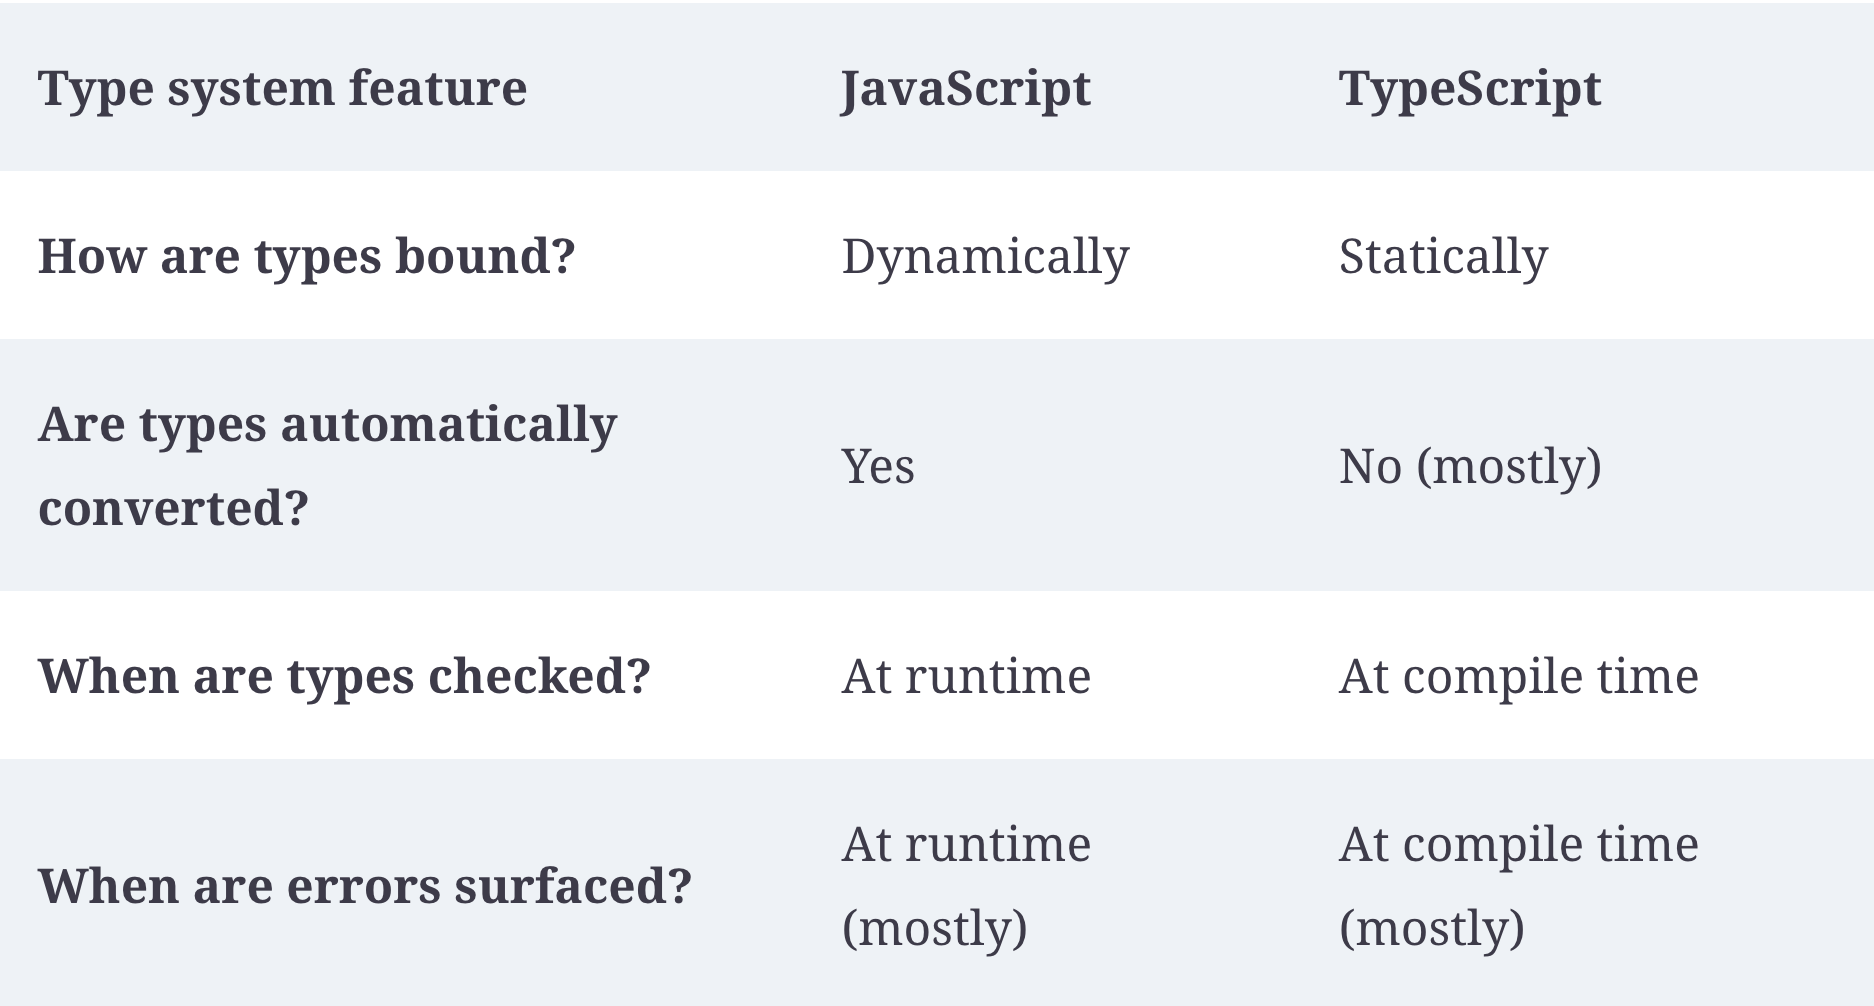 Type system feature JavaScript TypeScript
How are types bound? Dynamically Statically
Are types automatically
converted? Yes No (mostly)
When are types checked? At runtime At compile time
When are errors surfaced? At runtime
(mostly) At compile time
(mostly)